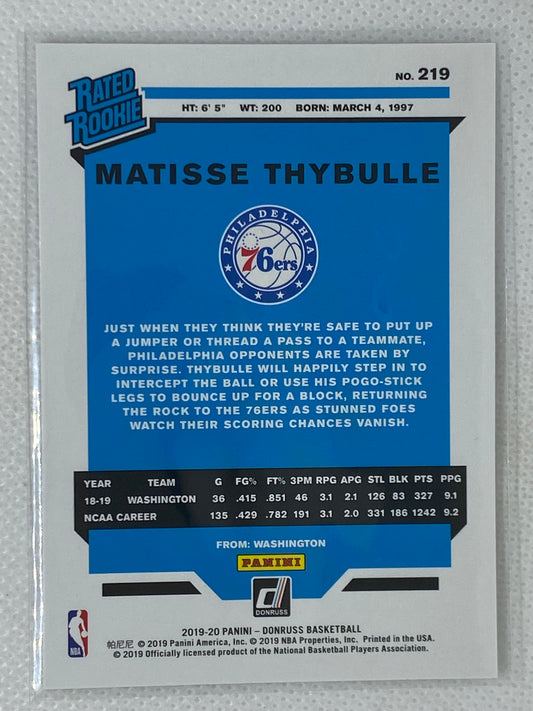 NO. 219
RATED
ROOKIE
HT: 6' 5" WT: 200 BORN: MARCH 4, 1997
MATISSE THYBULLE
PHILADELPHIA
76ers
JUST WHEN THEY THINK THEY'RE SAFE TO PUT UP
A JUMPER OR THREAD A PASS TO A TEAMMATE,
PHILADELPHIA OPPONENTS ARE TAKEN BY
SURPRISE. THYBULLE WILL HAPPILY STEP IN TO
INTERCEPT THE BALL OR USE HIS POGO-STICK
LEGS TO BOUNCE UP FOR A BLOCK, RETURNING
THE ROCK TO THE 76ERS AS STUNNED FOES
WATCH THEIR SCORING CHANCES VANISH.
YEAR TEAM G FG% FT% 3PM RPG APG STL BLK PTS PPG
18-19 WASHINGTON 36 .415 .851 46 3.1 2.1 126 83 327 9.1
NCAA CAREER 135 .429 .782 191 3.1 2.0 331 186 1242 9.2
FROM: WASHINGTON
PANINI
DONRUSS
2019-20 PANINI – DONRUSS BASKETBALL
帕尼尼 © 2019 Panini America, Inc. © 2019 NBA Properties, Inc. Printed in the USA.
© 2019 Officially licensed product of the National Basketball Players Association.
NBA